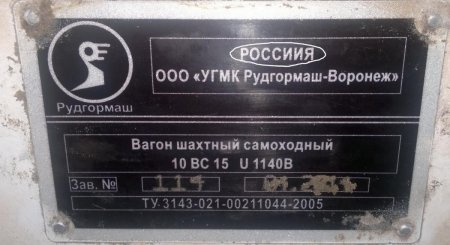 РОССИИЯ
ООО «УГМК Рудгормаш-Воронеж»
Рудгормаш
Вагон шахтный самоходный
10 ВС 15 U 1140В
Зав. №
ТУ 3143-021-00211044-2005